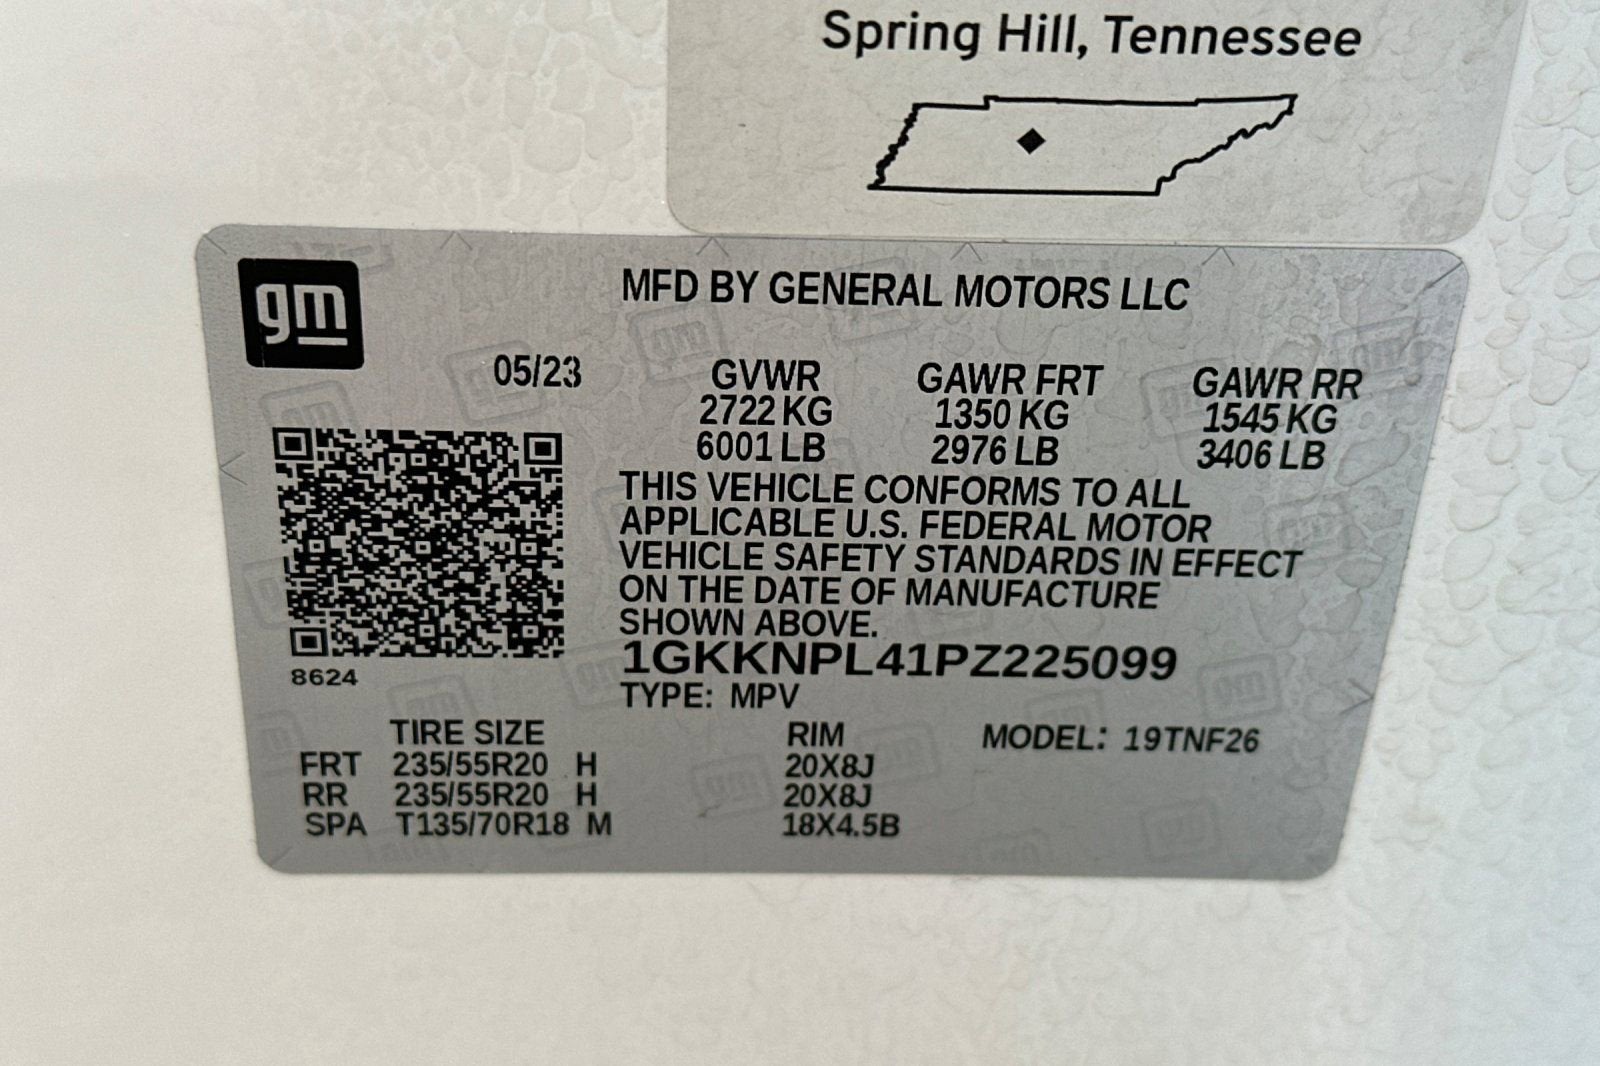 Spring Hill, Tennessee
gm
MFD BY GENERAL MOTORS LLC
05/23 GVWR GAWR FRT GAWR RR
2722 KG 1350 KG 1545 KG
6001 LB 2976 LB 3406 LB
THIS VEHICLE CONFORMS TO ALL
APPLICABLE U.S. FEDERAL MOTOR
VEHICLE SAFETY STANDARDS IN EFFECT
ON THE DATE OF MANUFACTURE
SHOWN ABOVE.
1GKKNPL41PZ225099
8624
TYPE: MPV
TIRE SIZE RIM MODEL: 19TNF26
FRT 235/55R20 H 20X8J
RR 235/55R20 H 20X8J
SPA T135/70R18 M 18X4.5B